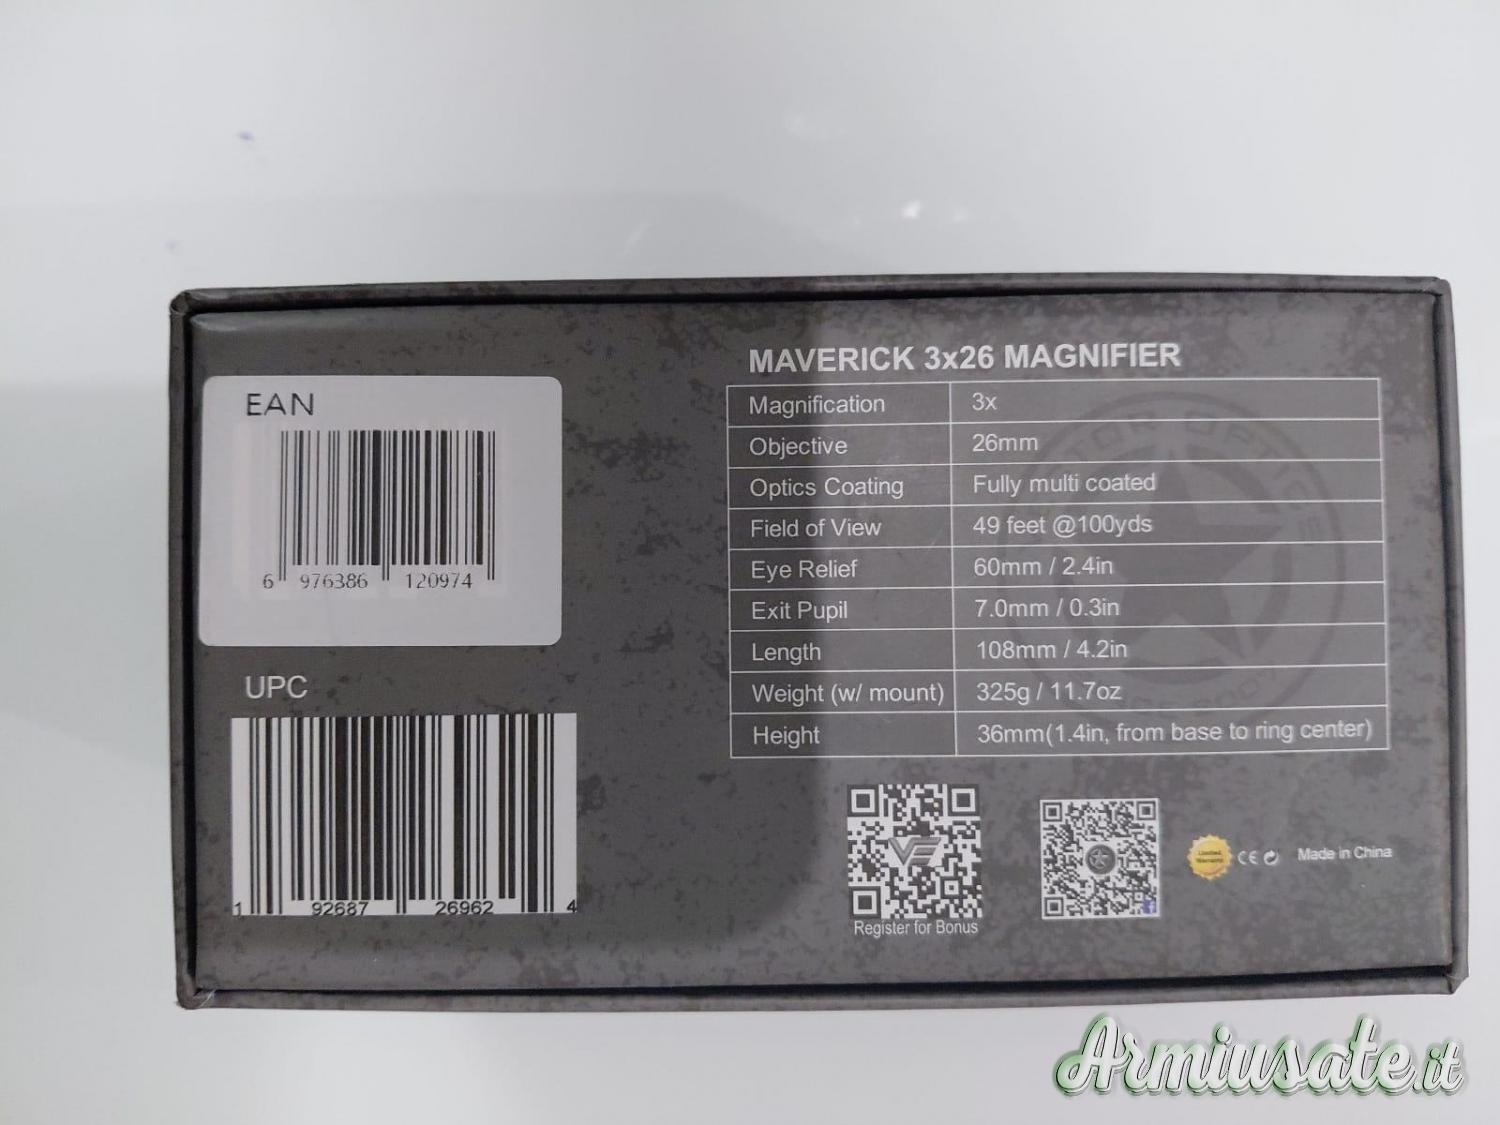 EAN
6 976386 120974
UPC
1 92687 26962 4
MAVERICK 3x26 MAGNIFIER
Magnification 3x
Objective 26mm
Optics Coating Fully multi coated
Field of View 49 feet @100yds
Eye Relief 60mm / 2.4in
Exit Pupil 7.0mm / 0.3in
Length 108mm / 4.2in
Weight (w/ mount) 325g / 11.7oz
Height 36mm(1.4in, from base to ring center)
Register for Bonus
Limited Warranty
CE
Made in China
Armiusate.it